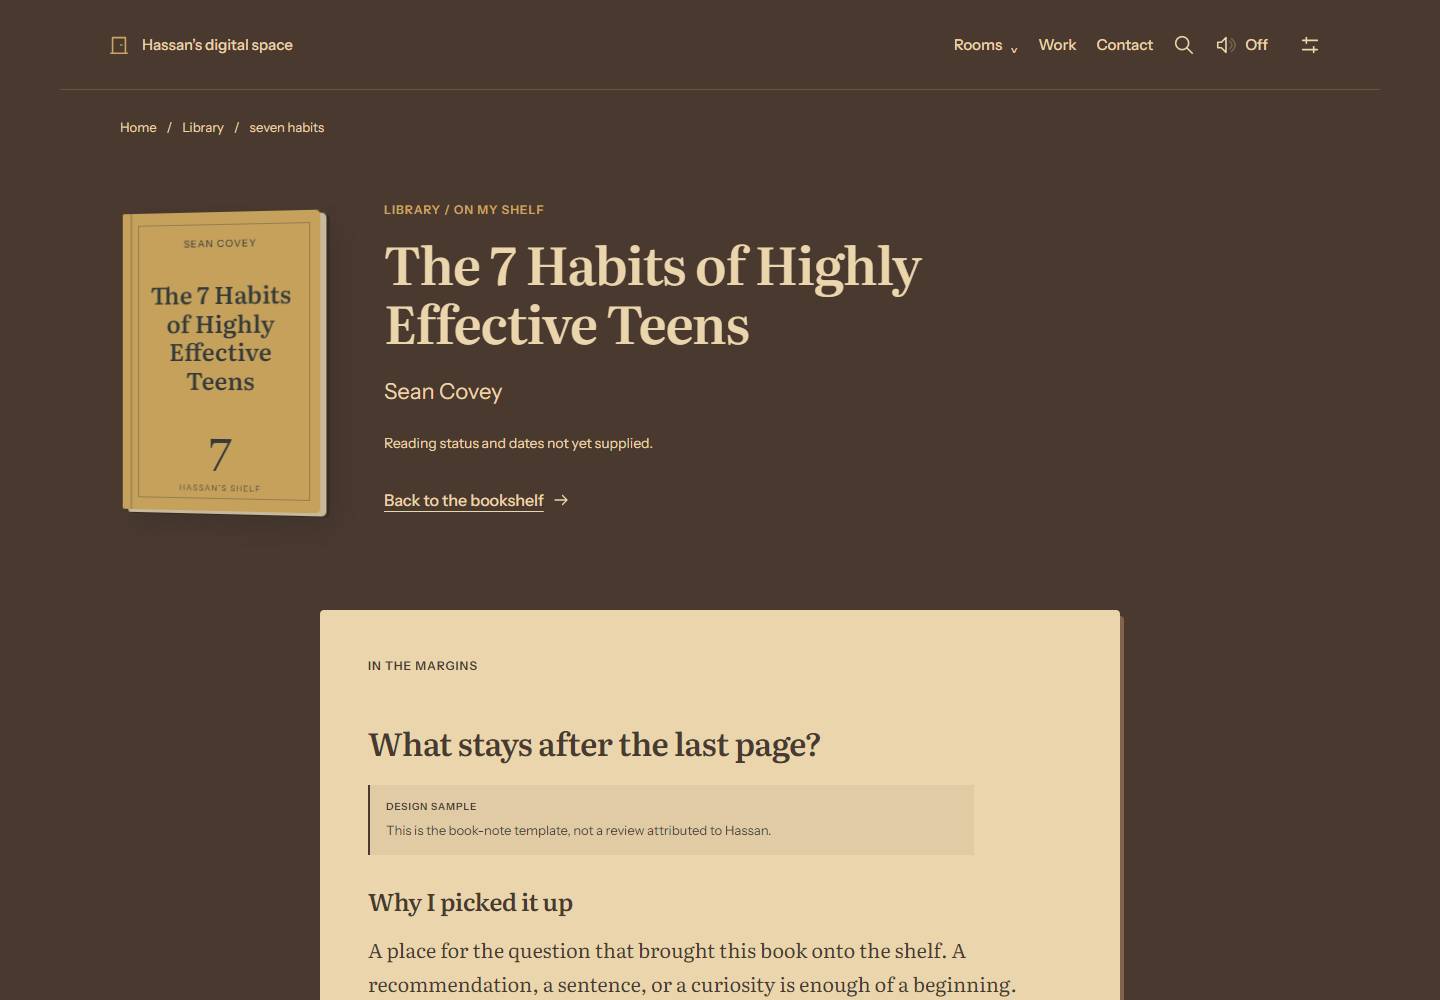 Hassan's digital space
Rooms Work Contact Off
Home / Library / seven habits
SEAN COVEY
The 7 Habits
of Highly
Effective
Teens
7
HASSAN'S SHELF
LIBRARY / ON MY SHELF
The 7 Habits of Highly
Effective Teens
Sean Covey
Reading status and dates not yet supplied.
Back to the bookshelf →
IN THE MARGINS
What stays after the last page?
DESIGN SAMPLE
This is the book-note template, not a review attributed to Hassan.
Why I picked it up
A place for the question that brought this book onto the shelf. A
recommendation, a sentence, or a curiosity is enough of a beginning.